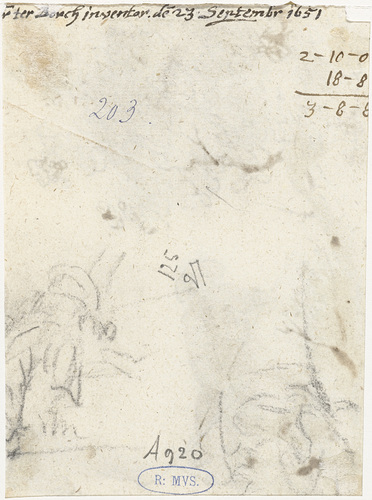 ter Borch inventor. de 23 Septembr 1651
2-10-0
18-8
3-8-8
203
125
A920
R: MVS.